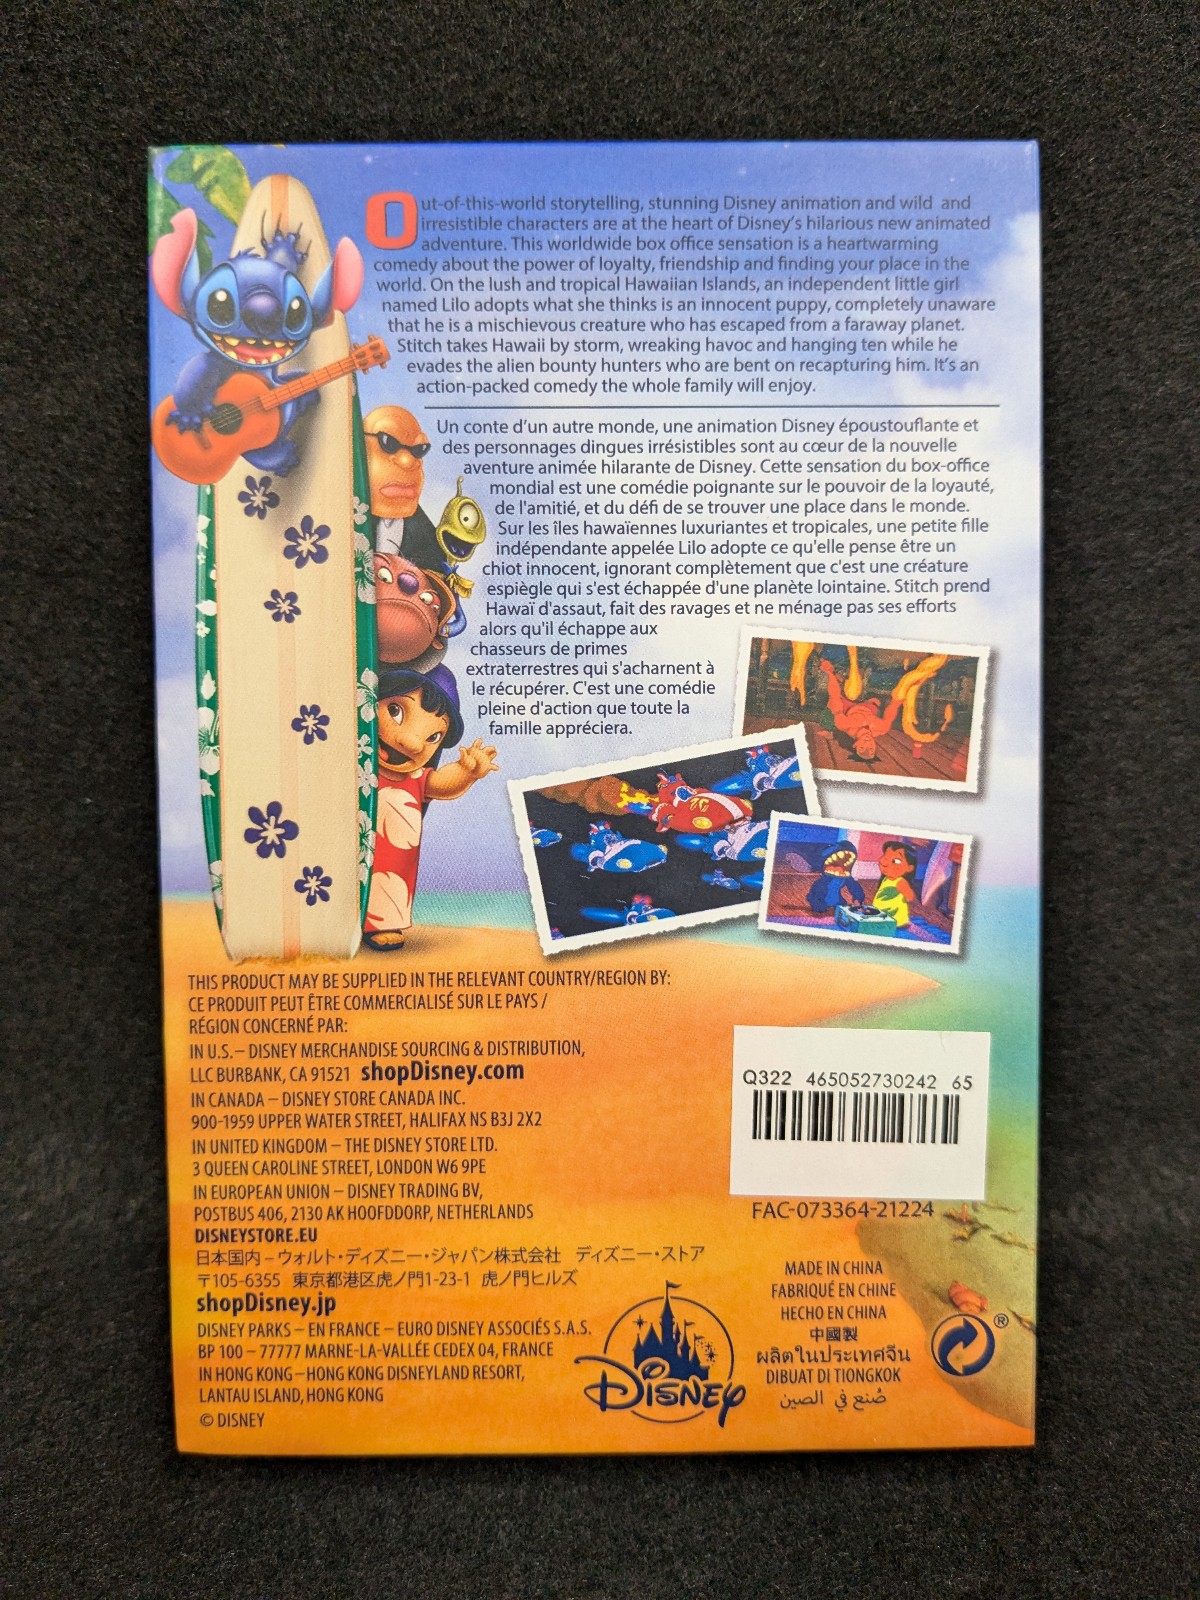 Out-of-this-world storytelling, stunning Disney animation and wild and
irresistible characters are at the heart of Disney's hilarious new animated
adventure. This worldwide box office sensation is a heartwarming
comedy about the power of loyalty, friendship and finding your place in the
world. On the lush and tropical Hawaiian Islands, an independent little girl
named Lilo adopts what she thinks is an innocent puppy, completely unaware
that he is a mischievous creature who has escaped from a faraway planet.
Stitch takes Hawaii by storm, wreaking havoc and hanging ten while he
evades the alien bounty hunters who are bent on recapturing him. It's an
action-packed comedy the whole family will enjoy.
Un conte d'un autre monde, une animation Disney époustouflante et
des personnages dingues irrésistibles sont au cœur de la nouvelle
aventure animée hilarante de Disney. Cette sensation du box-office
mondial est une comédie poignante sur le pouvoir de la loyauté,
de l'amitié, et du défi de se trouver une place dans le monde.
Sur les îles hawaïennes luxuriantes et tropicales, une petite fille
indépendante appelée Lilo adopte ce qu'elle pense être un
chiot innocent, ignorant complètement que c'est une créature
espiègle qui s'est échappée d'une planète lointaine. Stitch prend
Hawaï d'assaut, fait des ravages et ne ménage pas ses efforts
alors qu'il échappe aux
chasseurs de primes
extraterrestres qui s'acharnent à
le récupérer. C'est une comédie
pleine d'action que toute la
famille appréciera.
THIS PRODUCT MAY BE SUPPLIED IN THE RELEVANT COUNTRY/REGION BY:
CE PRODUIT PEUT ÊTRE COMMERCIALISÉ SUR LE PAYS /
RÉGION CONCERNÉ PAR:
IN U.S. – DISNEY MERCHANDISE SOURCING & DISTRIBUTION,
LLC BURBANK, CA 91521 shopDisney.com
IN CANADA – DISNEY STORE CANADA INC.
900-1959 UPPER WATER STREET, HALIFAX NS B3J 2X2
IN UNITED KINGDOM – THE DISNEY STORE LTD.
3 QUEEN CAROLINE STREET, LONDON W6 9PE
IN EUROPEAN UNION – DISNEY TRADING BV,
POSTBUS 406, 2130 AK HOOFDDORP, NETHERLANDS
DISNEYSTORE.EU
日本国内 – ウォルト・ディズニー・ジャパン株式会社 ディズニー・ストア
〒105-6355 東京都港区虎ノ門1-23-1 虎ノ門ヒルズ
shopDisney.jp
DISNEY PARKS – EN FRANCE – EURO DISNEY ASSOCIÉS S.A.S.
BP 100 – 77777 MARNE-LA-VALLÉE CEDEX 04, FRANCE
IN HONG KONG – HONG KONG DISNEYLAND RESORT,
LANTAU ISLAND, HONG KONG
© DISNEY
DISNEY
Q322 465052730242 65
FAC-073364-21224
MADE IN CHINA
FABRIQUÉ EN CHINE
HECHO EN CHINA
中國製
ผลิตในประเทศจีน
DIBUAT DI TIONGKOK
صُنع في الصين
®